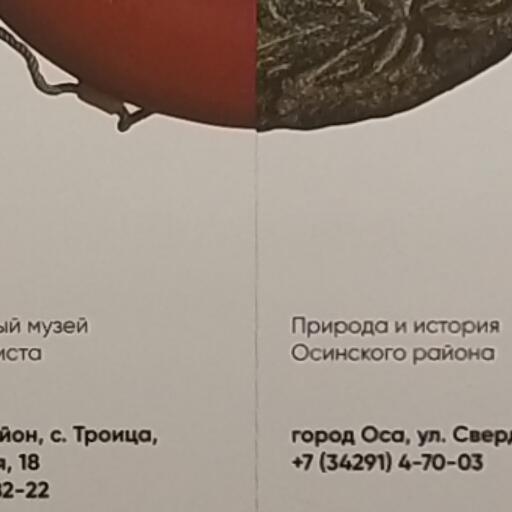 ый музей
иста
йон, с. Троица,
я, 18
32-22
Природа и история
Осинского района
город Оса, ул. Сверд
+7 (34291) 4-70-03